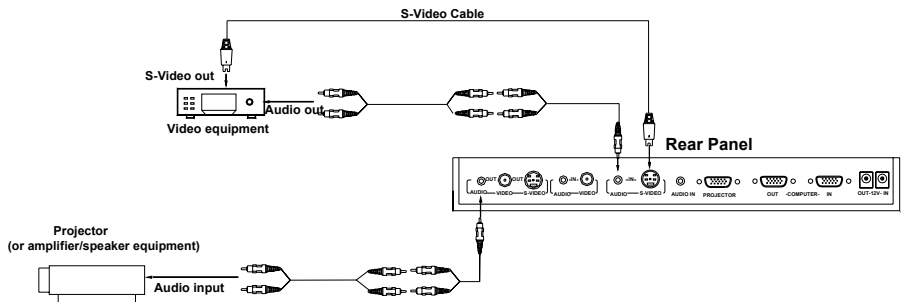 S-Video Cable
S-Video out
Audio out
Video equipment
Rear Panel
OUT OUT -IN- -IN-
AUDIO VIDEO S-VIDEO AUDIO VIDEO AUDIO S-VIDEO AUDIO IN PROJECTOR OUT -COMPUTER- IN OUT-12V- IN
Projector
(or amplifier/speaker equipment)
Audio input